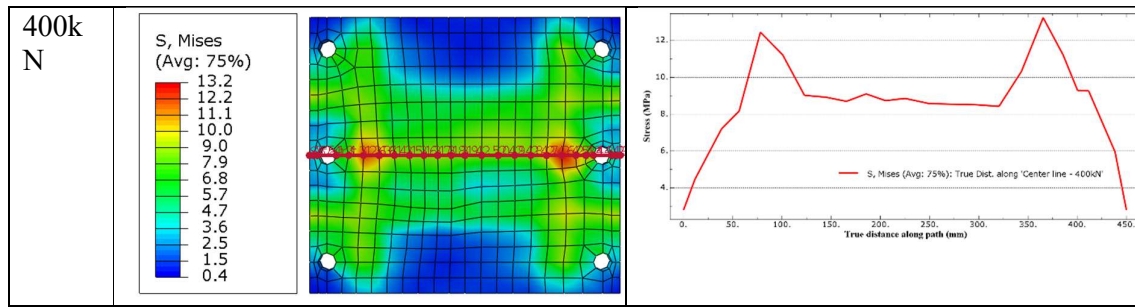 400k
N
S, Mises
(Avg: 75%)
13.2
12.2
11.1
10.0
8.9
7.9
6.8
5.7
4.7
3.6
2.5
1.5
0.4
12.
10.
8.
6.
4.
Stress (MPa)
S, Mises (Avg: 75%): True Dist. along 'Center line - 400kN'
0. 50. 100. 150. 200. 250. 300. 350. 400. 450.
True distance along path (mm)